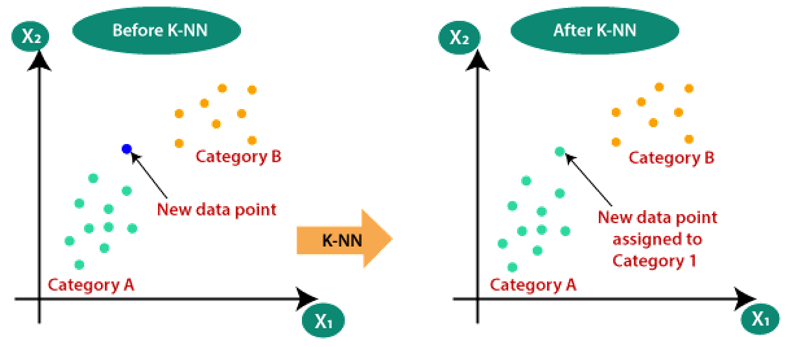 Before K-NN
X₂
Category B
New data point
Category A
X₁
K-NN
After K-NN
X₂
Category B
New data point
assigned to
Category 1
Category A
X₁